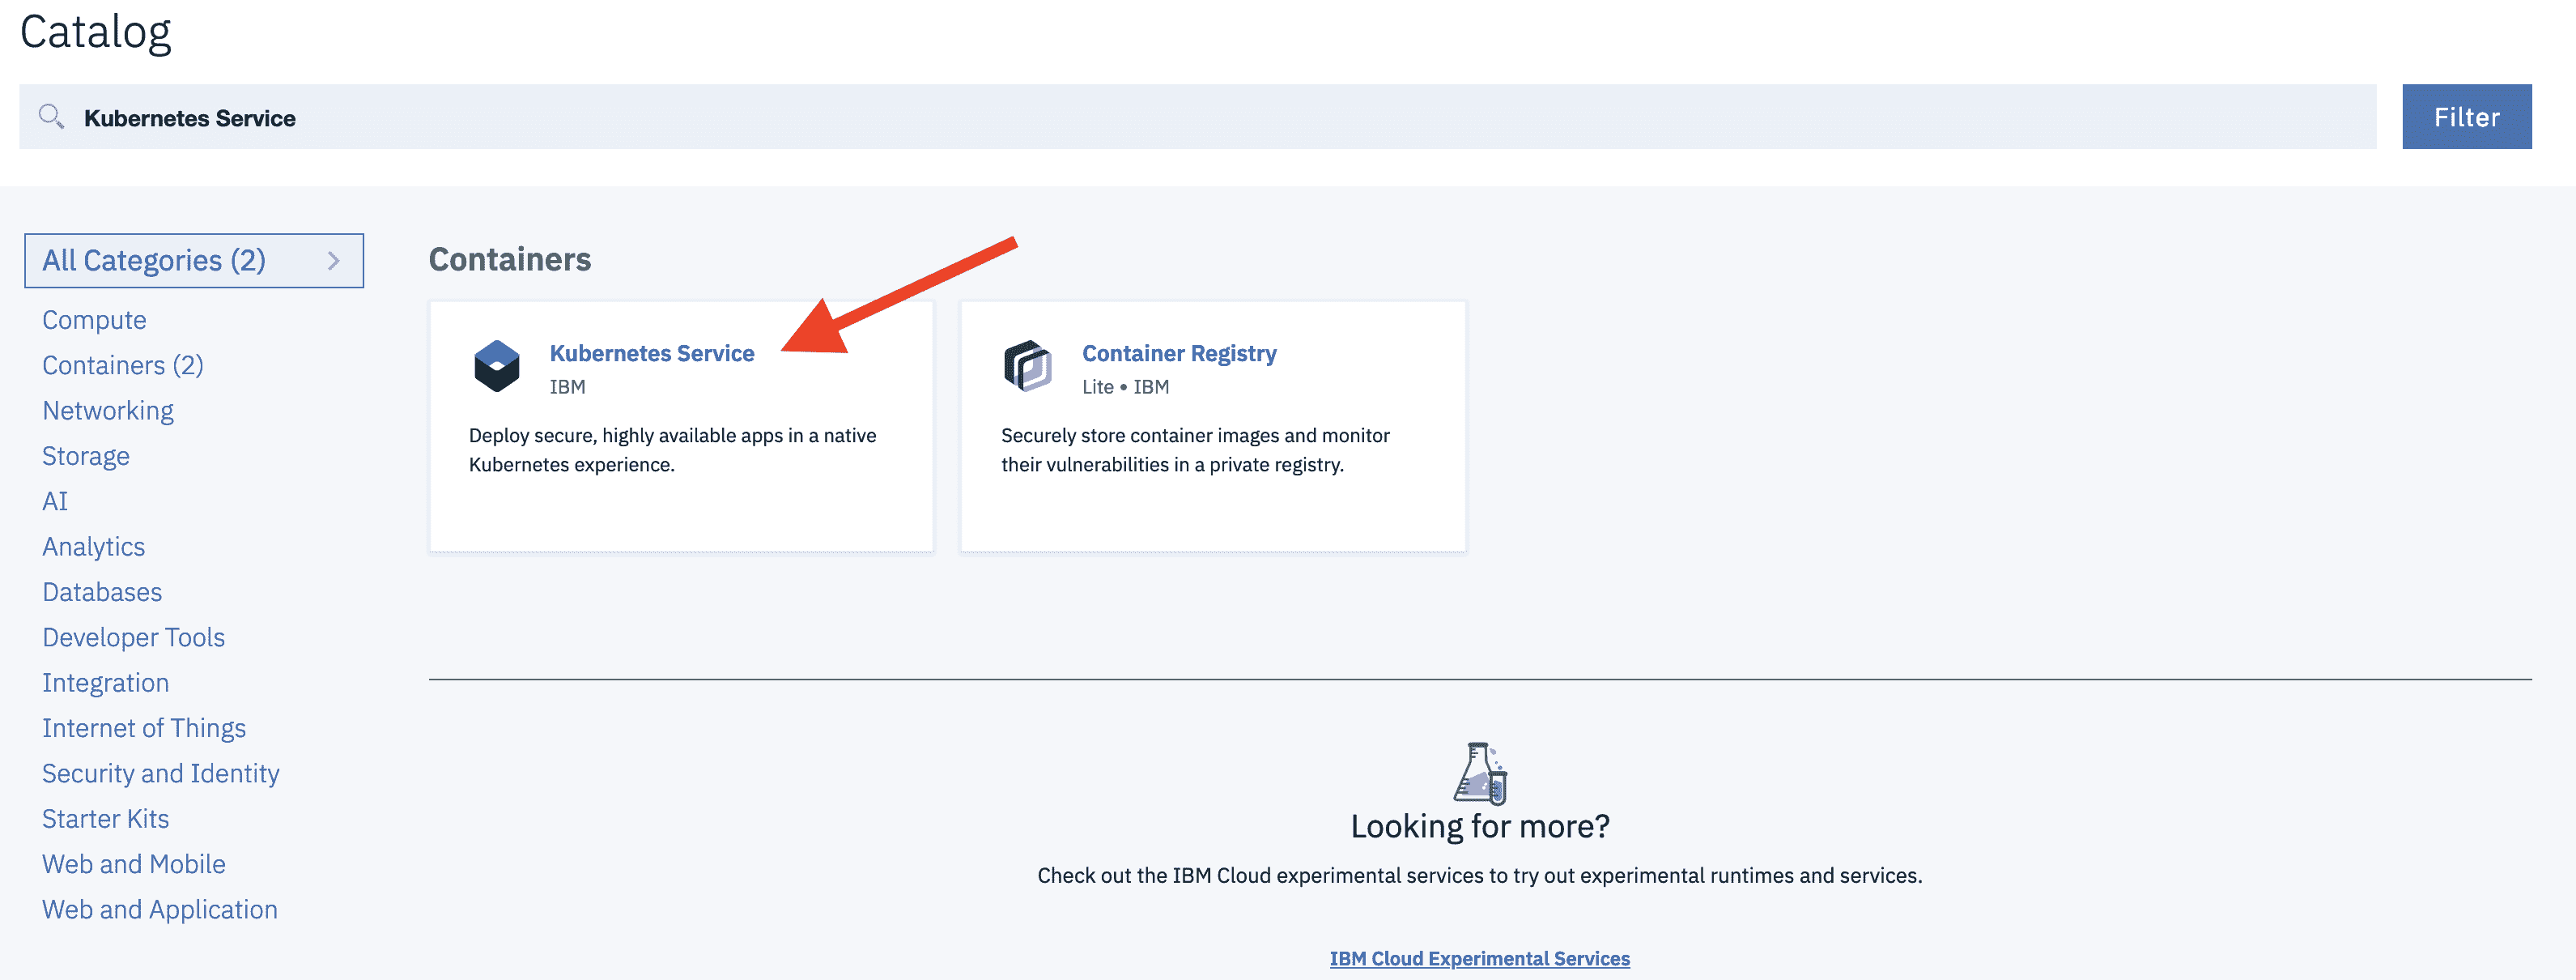 Catalog
Kubernetes Service
Filter
All Categories (2)
Compute
Containers (2)
Networking
Storage
AI
Analytics
Databases
Developer Tools
Integration
Internet of Things
Security and Identity
Starter Kits
Web and Mobile
Web and Application
Containers
Kubernetes Service
IBM
Deploy secure, highly available apps in a native
Kubernetes experience.
Container Registry
Lite • IBM
Securely store container images and monitor
their vulnerabilities in a private registry.
Looking for more?
Check out the IBM Cloud experimental services to try out experimental runtimes and services.
IBM Cloud Experimental Services